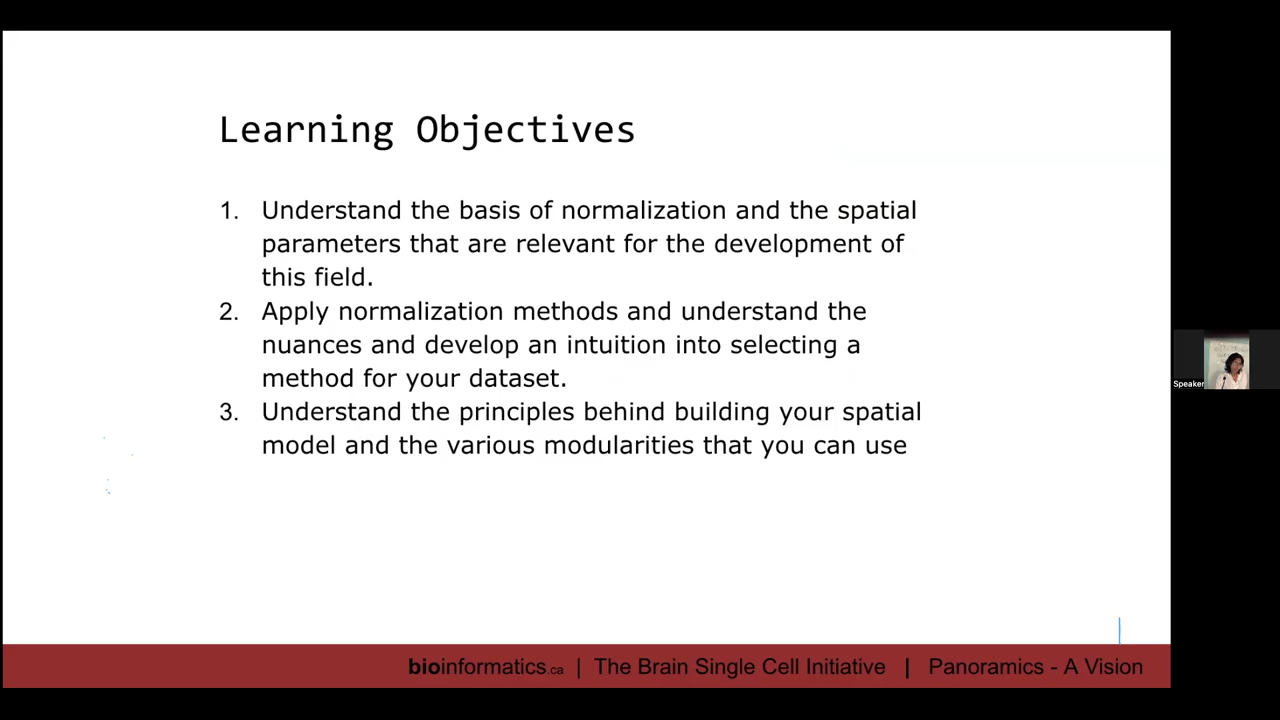 Learning Objectives
1. Understand the basis of normalization and the spatial
parameters that are relevant for the development of
this field.
2. Apply normalization methods and understand the
nuances and develop an intuition into selecting a
method for your dataset.
3. Understand the principles behind building your spatial
model and the various modularities that you can use
Speaker
bioinformatics.ca | The Brain Single Cell Initiative | Panoramics - A Vision